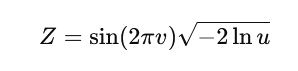 Z = sin(2πv)√−2 ln u